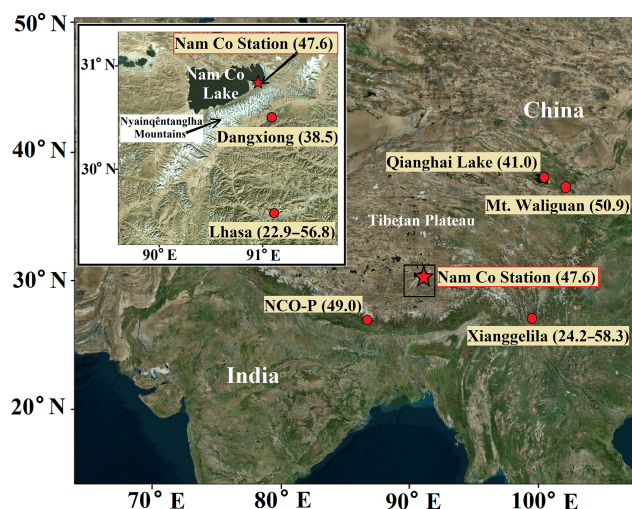 50° N
40° N
30° N
20° N
70° E
80° E
90° E
100° E
31° N
30° N
90° E
91° E
Nam Co Station (47.6)
Nam Co
Lake
Nyainqêntanglha
Mountains
Dangxiong (38.5)
Lhasa (22.9–56.8)
China
Qianghai Lake (41.0)
Mt. Waliguan (50.9)
Tibetan Plateau
Nam Co Station (47.6)
NCO-P (49.0)
Xianggelila (24.2–58.3)
India